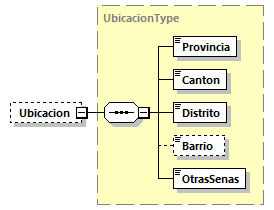 UbicacionType
Provincia
Canton
Ubicacion
Distrito
Barrio
OtrasSenas